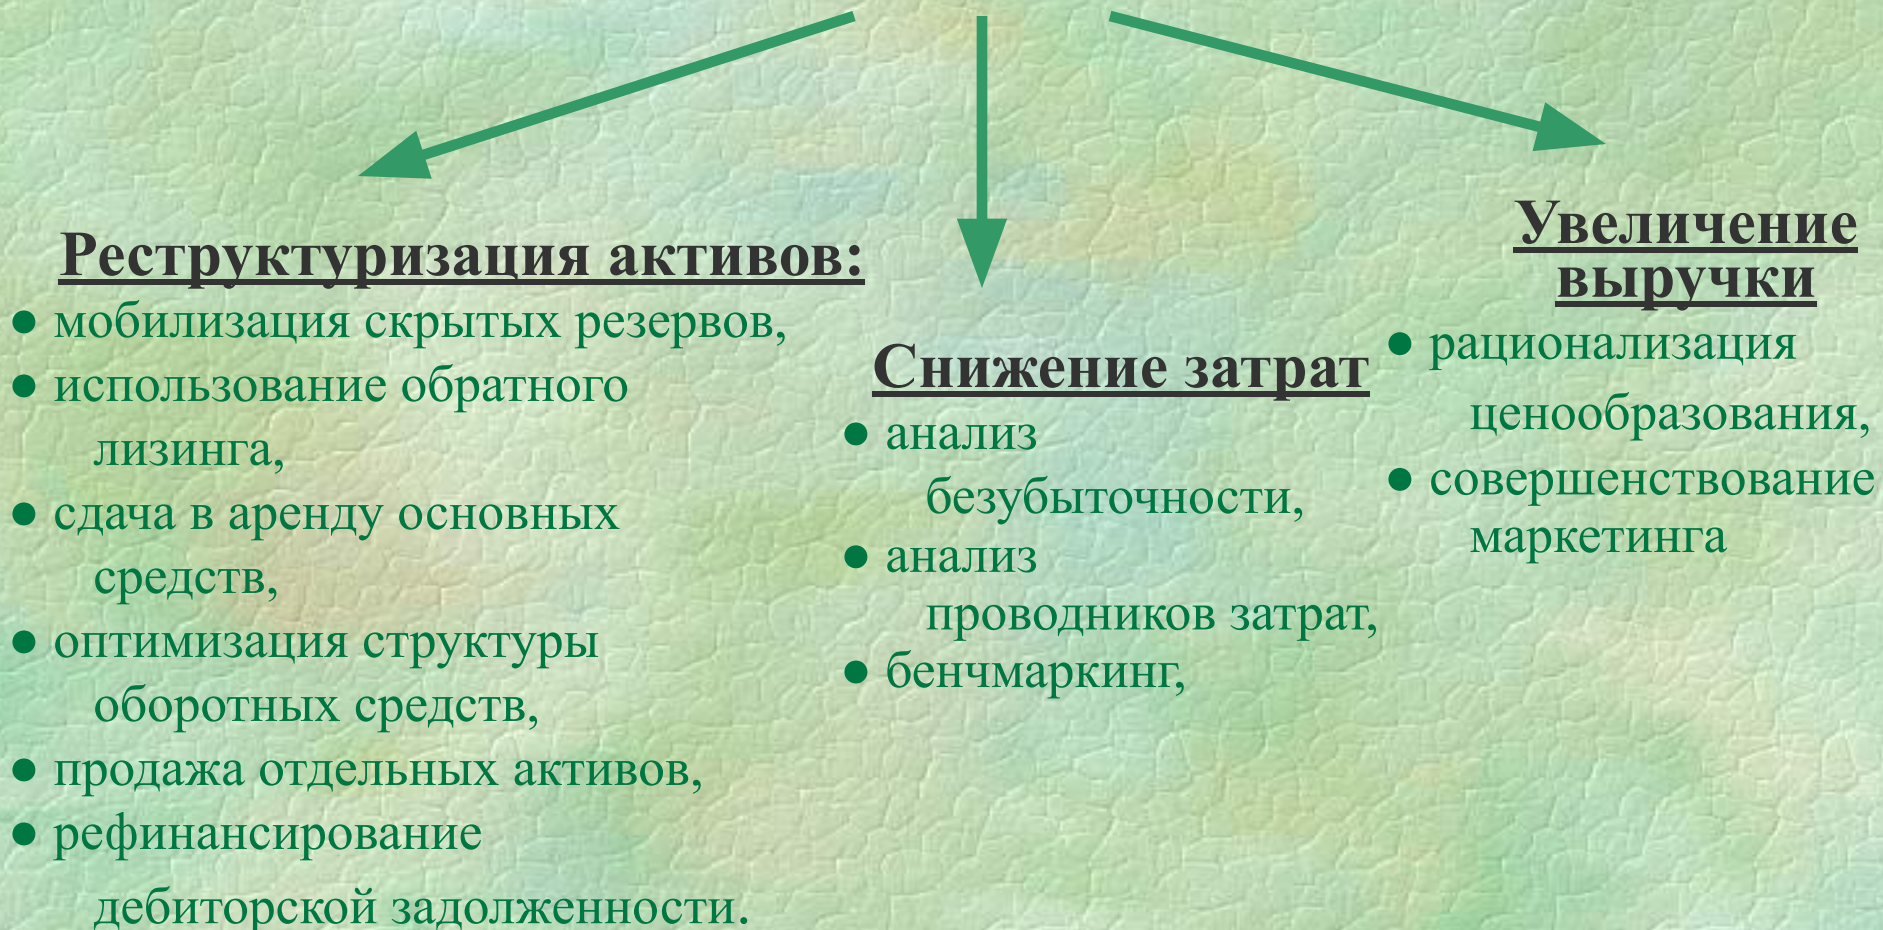 Реструктуризация активов:
● мобилизация скрытых резервов,
● использование обратного
лизинга,
● сдача в аренду основных
средств,
● оптимизация структуры
оборотных средств,
● продажа отдельных активов,
● рефинансирование
дебиторской задолженности.
Снижение затрат
● анализ
безубыточности,
● анализ
проводников затрат,
● бенчмаркинг,
Увеличение
выручки
● рационализация
ценообразования,
● совершенствование
маркетинга